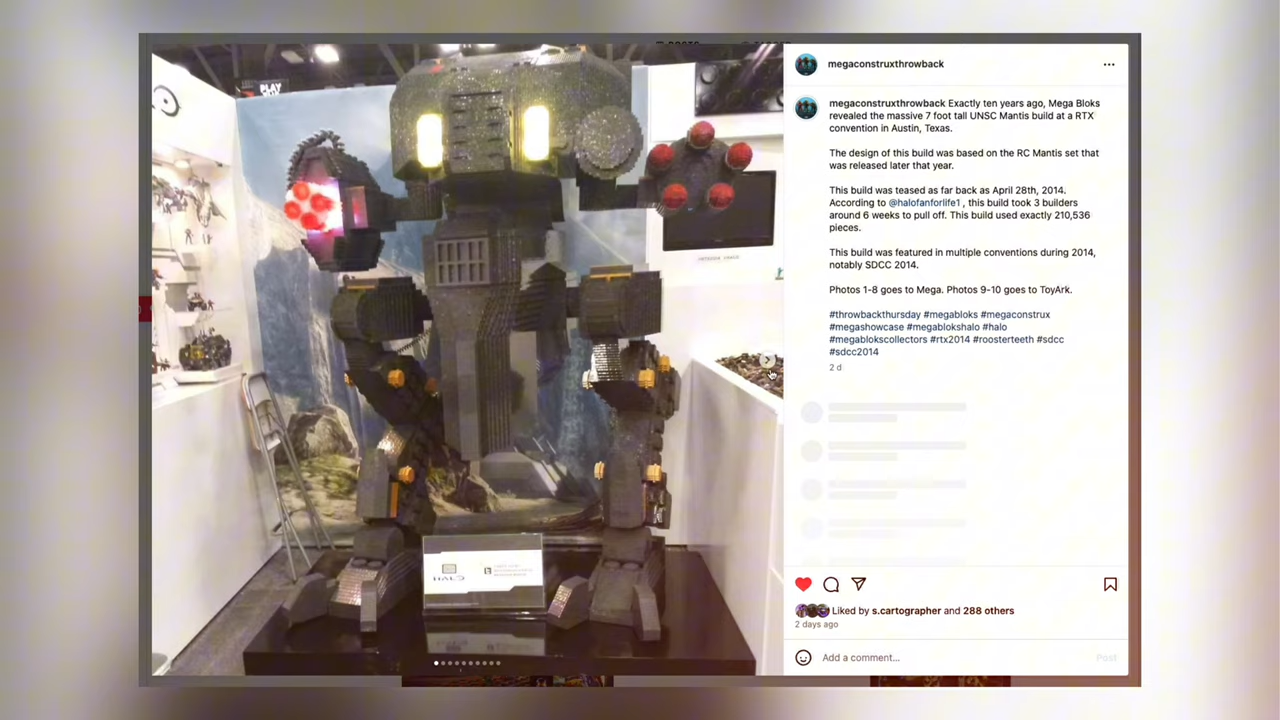 PLAY
HALO
megaconstruxthrowback
megaconstruxthrowback Exactly ten years ago, Mega Bloks
revealed the massive 7 foot tall UNSC Mantis build at a RTX
convention in Austin, Texas.
The design of this build was based on the RC Mantis set that
was released later that year.
This build was teased as far back as April 28th, 2014.
According to @halofanforlife1 , this build took 3 builders
around 6 weeks to pull off. This build used exactly 210,536
pieces.
This build was featured in multiple conventions during 2014,
notably SDCC 2014.
Photos 1-8 goes to Mega. Photos 9-10 goes to ToyArk.
#throwbackthursday #megabloks #megaconstrux
#megashowcase #megablokshalo #halo
#megablokscollectors #rtx2014 #roosterteeth #sdcc
#sdcc2014
2 d
Liked by s.cartographer and 288 others
2 days ago
Add a comment...
Post